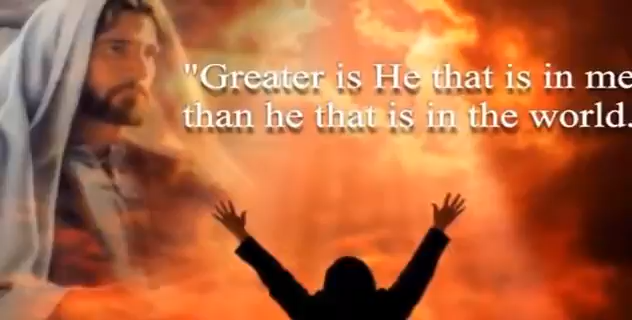 "Greater is He that is in me
than he that is in the world.